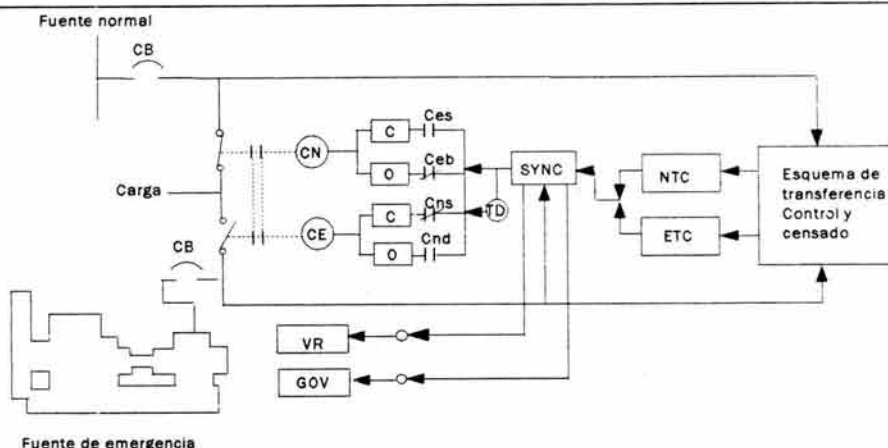 Fuente normal
CB
Carga
CB
CN
CE
C
O
C
O
Ces
Ceb
Cns
Cnd
TD
SYNC
NTC
ETC
Esquema de
transferencia
Control y
censado
VR
GOV
Fuente de emergencia